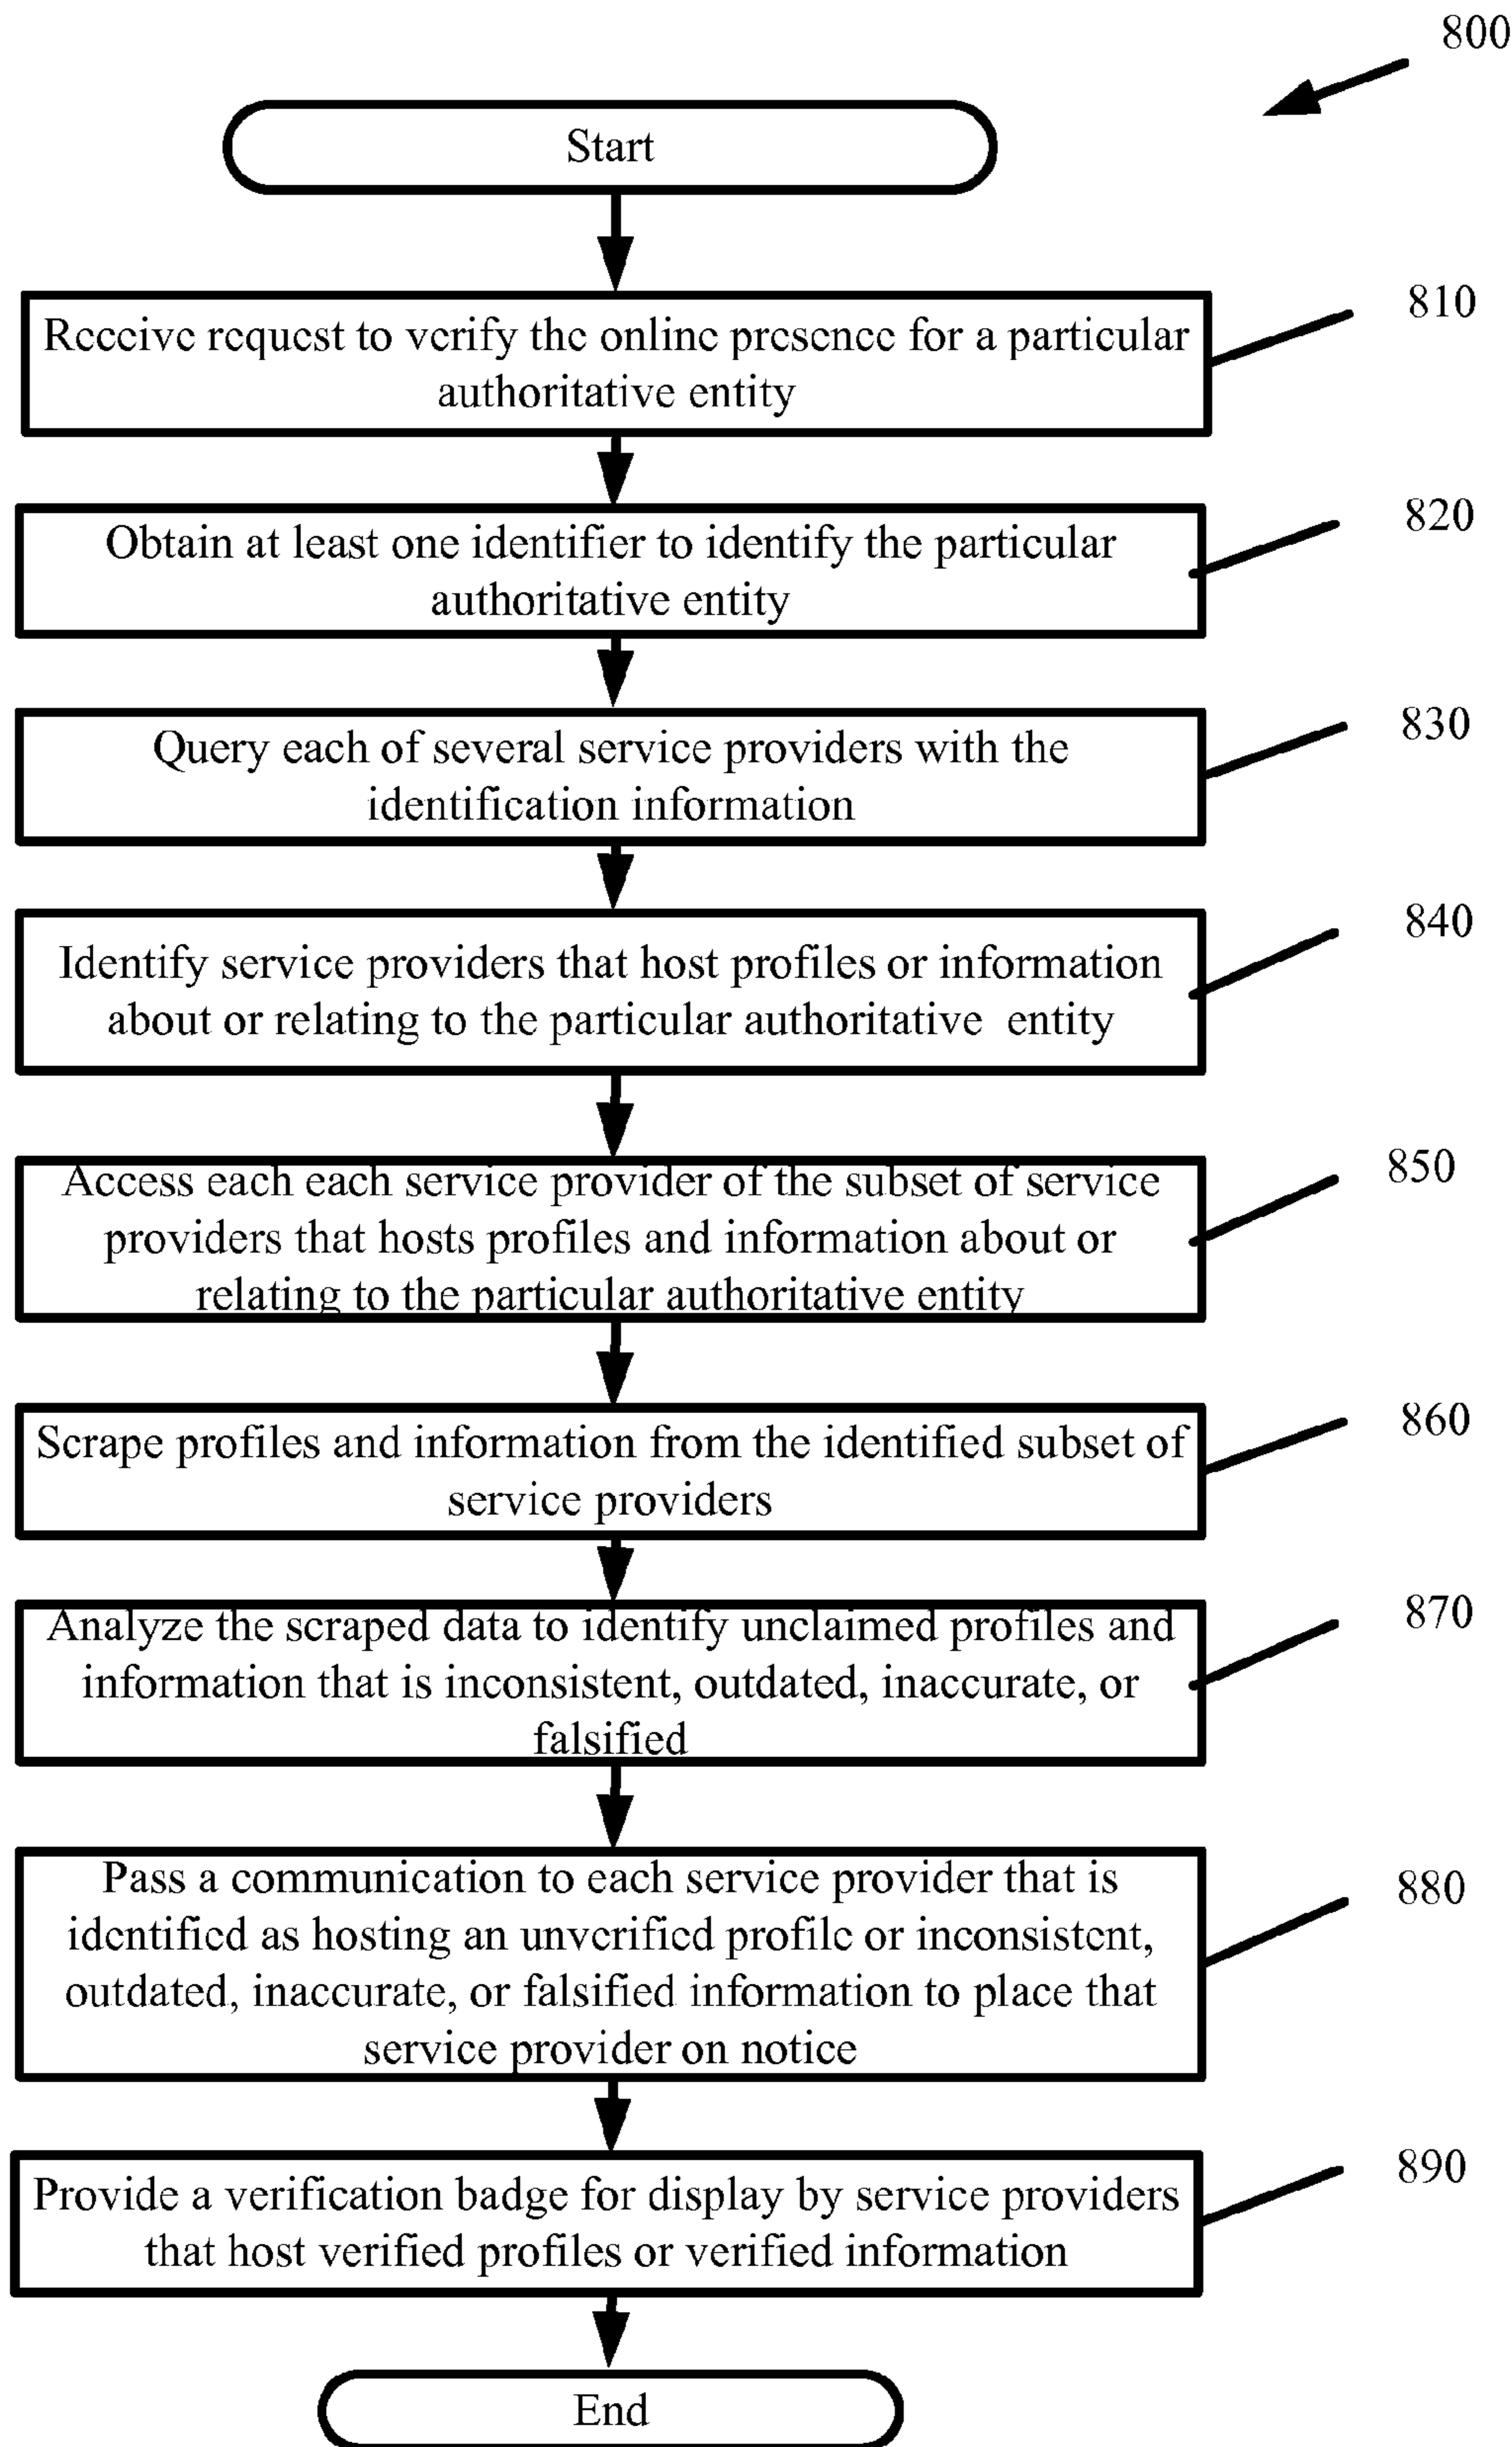 800
Start
Receive request to verify the online presence for a particular
authoritative entity
810
Obtain at least one identifier to identify the particular
authoritative entity
820
Query each of several service providers with the
identification information
830
Identify service providers that host profiles or information
about or relating to the particular authoritative entity
840
Access each each service provider of the subset of service
providers that hosts profiles and information about or
relating to the particular authoritative entity
850
Scrape profiles and information from the identified subset of
service providers
860
Analyze the scraped data to identify unclaimed profiles and
information that is inconsistent, outdated, inaccurate, or
falsified
870
Pass a communication to each service provider that is
identified as hosting an unverified profile or inconsistent,
outdated, inaccurate, or falsified information to place that
service provider on notice
880
Provide a verification badge for display by service providers
that host verified profiles or verified information
890
End